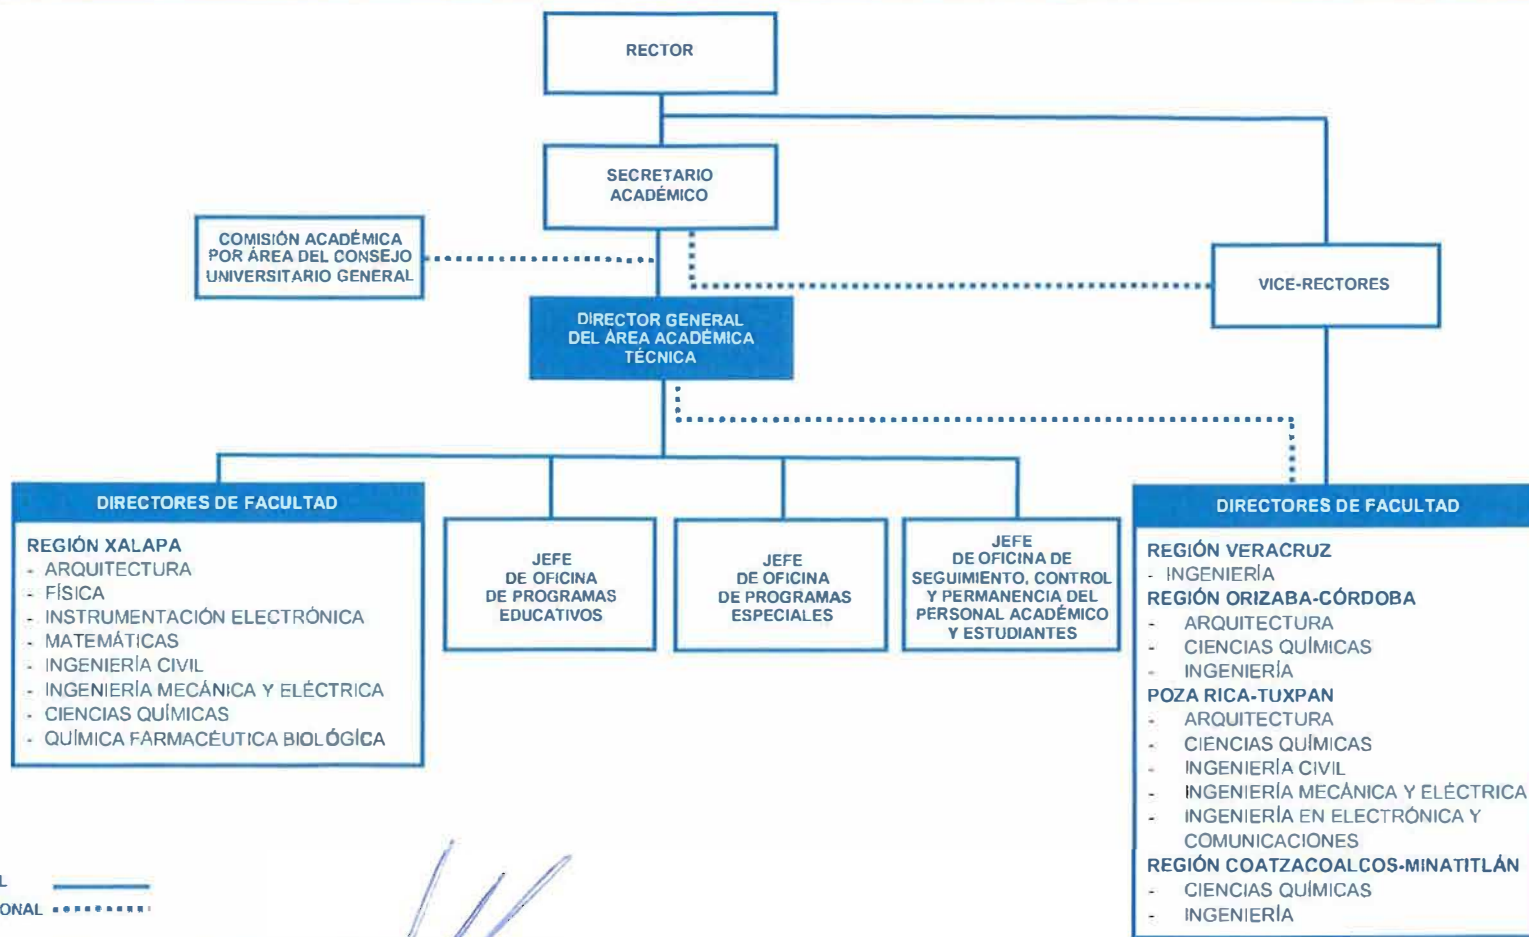 RECTOR
SECRETARIO
ACADÉMICO
COMISIÓN ACADÉMICA
POR ÁREA DEL CONSEJO
UNIVERSITARIO GENERAL
VICE-RECTORES
DIRECTOR GENERAL
DEL ÁREA ACADÉMICA
TÉCNICA
DIRECTORES DE FACULTAD
REGIÓN XALAPA
- ARQUITECTURA
- FÍSICA
- INSTRUMENTACIÓN ELECTRÓNICA
- MATEMÁTICAS
- INGENIERÍA CIVIL
- INGENIERÍA MECÁNICA Y ELÉCTRICA
- CIENCIAS QUÍMICAS
- QUÍMICA FARMACÉUTICA BIOLÓGÍCA
JEFE
DE OFICINA
DE PROGRAMAS
EDUCATIVOS
JEFE
DE OFICINA
DE PROGRAMAS
ESPECIALES
JEFE
DE OFICINA DE
SEGUIMIENTO, CONTROL
Y PERMANENCIA DEL
PERSONAL ACADÉMICO
Y ESTUDIANTES
DIRECTORES DE FACULTAD
REGIÓN VERACRUZ
- INGENIERÍA
REGIÓN ORIZABA-CÓRDOBA
- ARQUITECTURA
- CIENCIAS QUÍMICAS
- INGENIERÍA
POZA RICA-TUXPAN
- ARQUITECTURA
- CIENCIAS QUÍMICAS
- INGENIERÍA CIVIL
- INGENIERÍA MECÁNICA Y ELÉCTRICA
- INGENIERÍA EN ELECTRÓNICA Y
COMUNICACIONES
REGIÓN COATZACOALCOS-MINATITLÁN
- CIENCIAS QUÍMICAS
- INGENIERÍA
L
ONAL